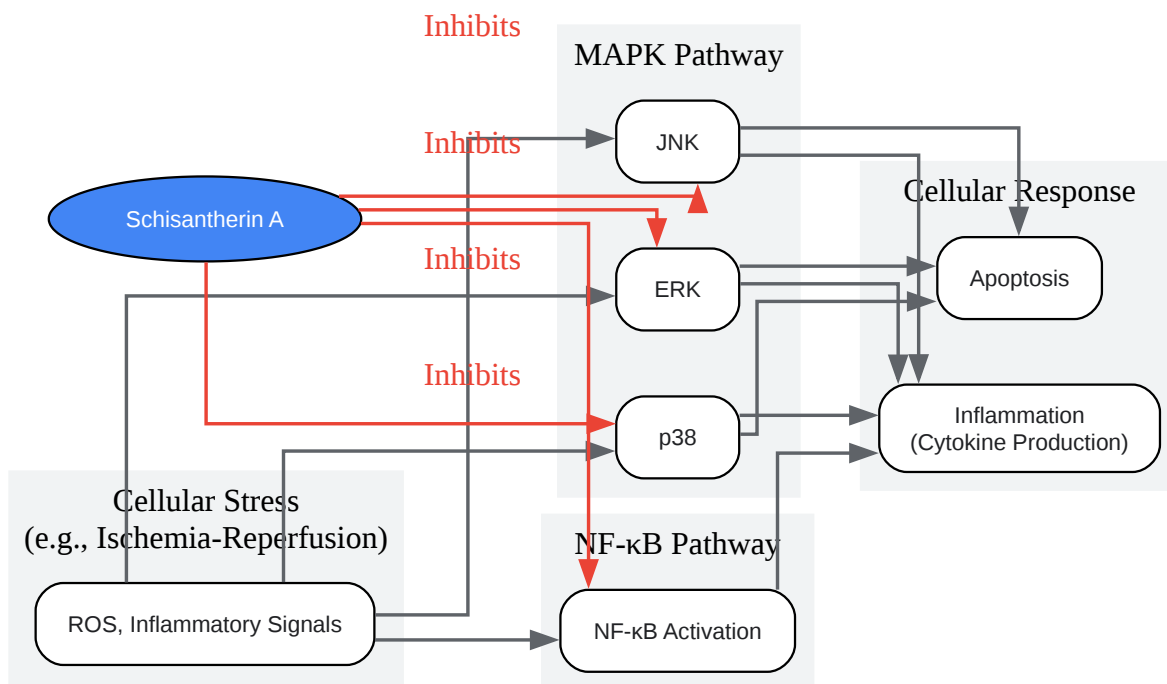 Inhibits
MAPK Pathway
JNK
Inhibits
Cellular Response
Schisantherin A
Inhibits
ERK
Apoptosis
Inhibits
p38
Inflammation
(Cytokine Production)
Cellular Stress
(e.g., Ischemia-Reperfusion)
NF-κB Pathway
ROS, Inflammatory Signals
NF-κB Activation